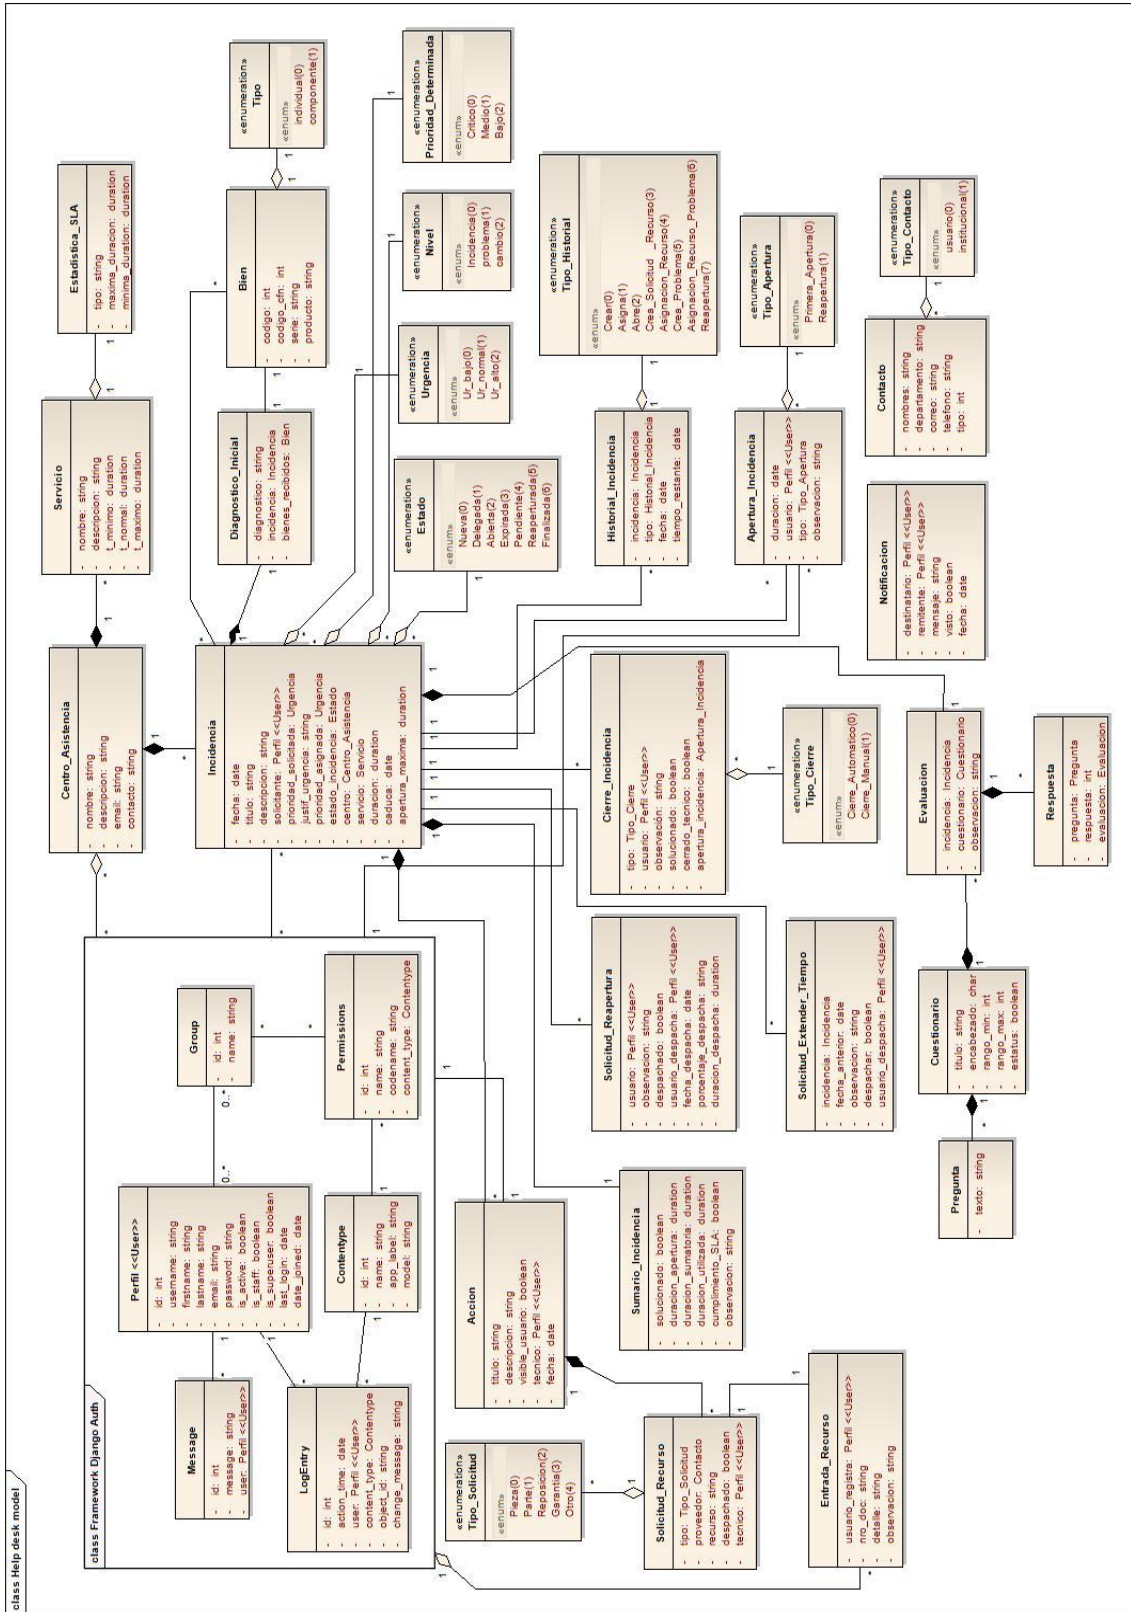 class Help desk model
class Framework Django Auth
Message
- id: int
- message: string
- user: Perfil <<User>>
Perfil <<User>>
- id: int
- username: string
- firstname: string
- lastname: string
- email: string
- password: string
- is_active: boolean
- is_staff: boolean
- is_superuser: boolean
- last_login: date
- date_joined: date
Group
- id: int
- name: string
LogEntry
- id: int
- action_time: date
- user: Perfil <<User>>
- content_type: Contentype
- object_id: string
- change_message: string
Contentype
- id: int
- name: string
- app_label: string
- model: string
Permissions
- id: int
- name: string
- codename: string
- content_type: Contentype
1
*
1
*
0..*
0..*
*
*
1
*
1
*
Centro_Asistencia
- nombre: string
- descripcion: string
- email: string
- contacto: string
Servicio
- nombre: string
- descripcion: string
- t_minimo: duration
- t_normal: duration
- t_maximo: duration
Estadistica_SLA
- tipo: string
- maxima_duracion: duration
- minima_duration: duration
Incidencia
- fecha: date
- titulo: string
- descripcion: string
- solicitante: Perfil <<User>>
- prioridad_solicitada: Urgencia
- justif_urgencia: string
- prioridad_asignada: Urgencia
- estado_incidencia: Estado
- centro: Centro_Asistencia
- servicio: Servicio
- duracion: duration
- caduca: date
- apertura_maxima: duration
Diagnostico_Inicial
- diagnostico: string
- incidencia: Incidencia
- bienes_recibidos: Bien
Bien
- codigo: int
- codigo_cfn: int
- serie: string
- producto: string
«enumeration»
Tipo
«enum»
individual(0)
componente(1)
«enumeration»
Estado
«enum»
Nueva(0)
Delegada(1)
Abierta(2)
Expirada(3)
Pendiente(4)
Reaperturada(5)
Finalizada(6)
«enumeration»
Urgencia
«enum»
Ur_bajo(0)
Ur_normal(1)
Ur_alto(2)
«enumeration»
Nivel
«enum»
Incidencia(0)
problema(1)
cambio(2)
«enumeration»
Prioridad_Determinada
«enum»
Critico(0)
Medio(1)
Bajo(2)
Accion
- titulo: string
- descripcion: string
- visible_usuario: boolean
- tecnico: Perfil <<User>>
- fecha: date
«enumeration»
Tipo_Solicitud
«enum»
Pieza(0)
Parte(1)
Reposicion(2)
Garantia(3)
Otro(4)
Historial_Incidencia
- incidencia: Incidencia
- tipo: Historial_Incidencia
- fecha: date
- tiempo_restante: date
«enumeration»
Tipo_Historial
«enum»
Crear(0)
Asigna(1)
Abre(2)
Crea_Solicitud _Recurso(3)
Asignacion_Recurso(4)
Crea_Problema(5)
Asignacion_Recurso_Problema(6)
Reapertura(7)
Sumario_Incidencia
- solucionado: boolean
- duracion_apertura: duration
- duracion_sumatoria: duration
- duracion_utilizada: duration
- cumplimiento_SLA: boolean
- observacion: string
Solicitud_Reapertura
- usuario: Perfil <<User>>
- observacion: string
- despachado: boolean
- usuario_despacha: Perfil <<User>>
- fecha_despacha: date
- porcentaje_despacha: string
- duracion_despacha: duration
Cierre_Incidencia
- tipo: Tipo_Cierre
- usuario: Perfil <<User>>
- observación: string
- solucionado: boolean
- cerrado_tecnico: boolean
- apertura_incidencia: Apertura_Incidencia
Solicitud_Recurso
- tipo: Tipo_Solicitud
- proveedor: Contacto
- recurso: string
- despachado: boolean
- tecnico: Perfil <<User>>
Apertura_Incidencia
- duracion: date
- usuario: Perfil <<User>>
- tipo: Tipo_Apertura
- observacion: string
«enumeration»
Tipo_Apertura
«enum»
Primera_Apertura(0)
Reapertura(1)
Entrada_Recurso
- usuario_registra: Perfil <<User>>
- nro_doc: string
- detalle: string
- observacion: string
Solicitud_Extender_Tiempo
- incidencia: Incidencia
- fecha_anterior: date
- observacion: string
- despachar: boolean
- usuario_despacha: Perfil <<User>>
«enumeration»
Tipo_Cierre
«enum»
Cierre_Automatico(0)
Cierre_Manual(1)
Notificacion
- destinatario: Perfil <<User>>
- remitente: Perfil <<User>>
- mensaje: string
- visto: boolean
- fecha: date
Contacto
- nombres: string
- departamento: string
- correo: string
- telefono: string
- tipo: int
«enumeration»
Tipo_Contacto
«enum»
usuario(0)
institucional(1)
Pregunta
- texto: string
Cuestionario
- titulo: string
- encabezado: char
- rango_min: int
- rango_max: int
- estatus: boolean
Evaluacion
- incidencia: Incidencia
- cuestionario: Cuestionario
- observacion: string
Respuesta
- pregunta: Pregunta
- respuesta: int
- evaluacion: Evaluacion